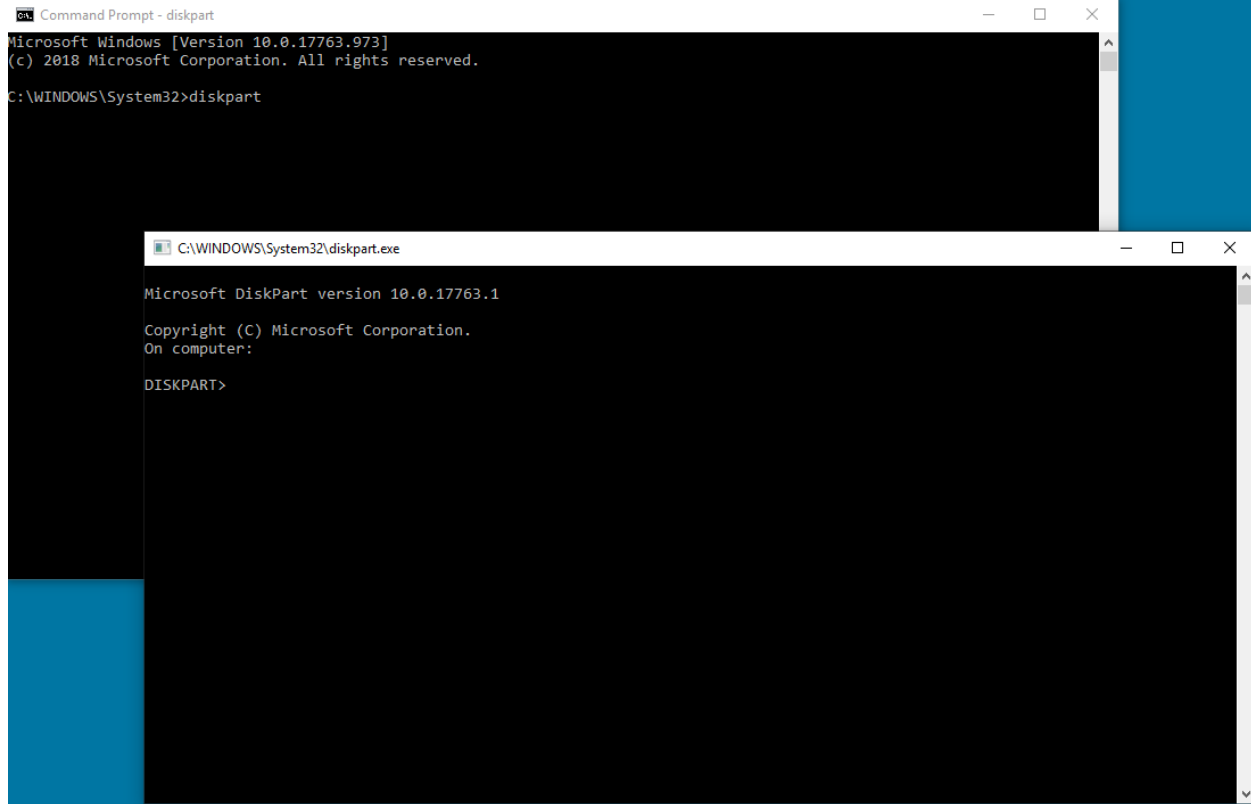 Command Prompt - diskpart
Microsoft Windows [Version 10.0.17763.973]
(c) 2018 Microsoft Corporation. All rights reserved.
C:\WINDOWS\System32>diskpart
C:\WINDOWS\System32\diskpart.exe
Microsoft DiskPart version 10.0.17763.1
Copyright (C) Microsoft Corporation.
On computer:
DISKPART>